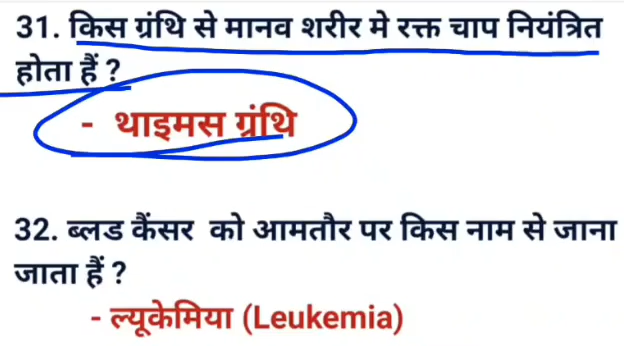 31. किस ग्रंथि से मानव शरीर मे रक्त चाप नियंत्रित
होता हैं ?
- थाइमस ग्रंथि
32. ब्लड कैंसर को आमतौर पर किस नाम से जाना
जाता हैं ?
- ल्यूकेमिया (Leukemia)